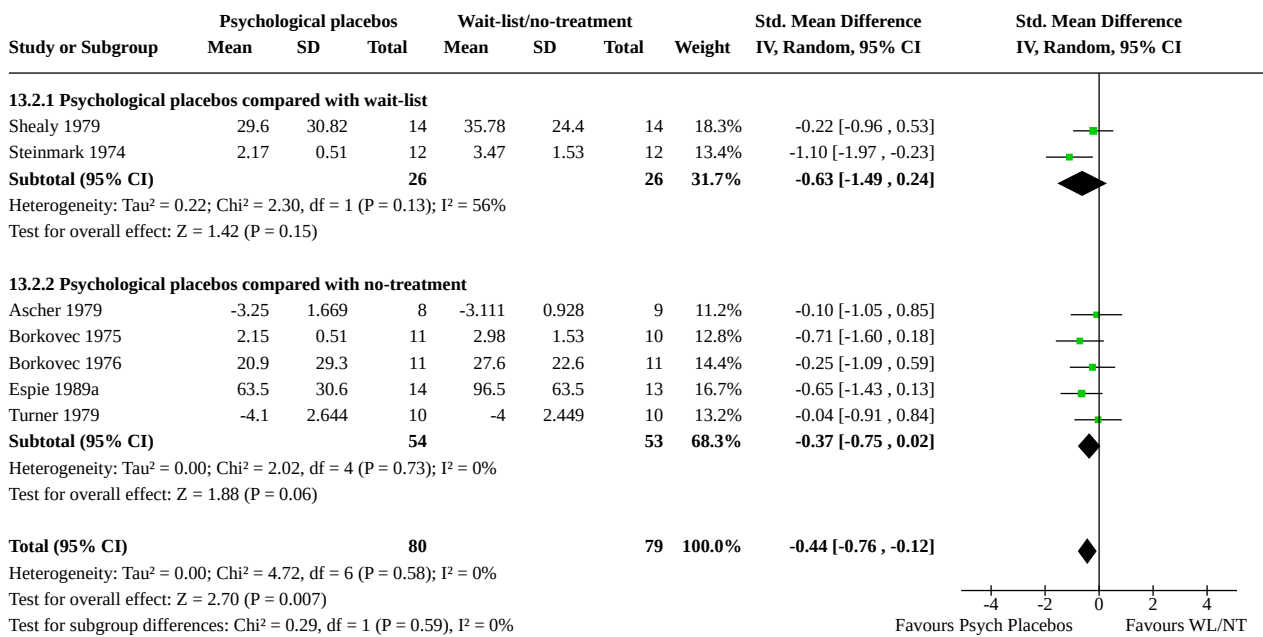 Psychological placebos Wait-list/no-treatment Std. Mean Difference Std. Mean Difference
Study or Subgroup Mean SD Total Mean SD Total Weight IV, Random, 95% CI IV, Random, 95% CI
13.2.1 Psychological placebos compared with wait-list
Shealy 1979 29.6 30.82 14 35.78 24.4 14 18.3% -0.22 [-0.96 , 0.53]
Steinmark 1974 2.17 0.51 12 3.47 1.53 12 13.4% -1.10 [-1.97 , -0.23]
Subtotal (95% CI) 26 26 31.7% -0.63 [-1.49 , 0.24]
Heterogeneity: Tau² = 0.22; Chi² = 2.30, df = 1 (P = 0.13); I² = 56%
Test for overall effect: Z = 1.42 (P = 0.15)
13.2.2 Psychological placebos compared with no-treatment
Ascher 1979 -3.25 1.669 8 -3.111 0.928 9 11.2% -0.10 [-1.05 , 0.85]
Borkovec 1975 2.15 0.51 11 2.98 1.53 10 12.8% -0.71 [-1.60 , 0.18]
Borkovec 1976 20.9 29.3 11 27.6 22.6 11 14.4% -0.25 [-1.09 , 0.59]
Espie 1989a 63.5 30.6 14 96.5 63.5 13 16.7% -0.65 [-1.43 , 0.13]
Turner 1979 -4.1 2.644 10 -4 2.449 10 13.2% -0.04 [-0.91 , 0.84]
Subtotal (95% CI) 54 53 68.3% -0.37 [-0.75 , 0.02]
Heterogeneity: Tau² = 0.00; Chi² = 2.02, df = 4 (P = 0.73); I² = 0%
Test for overall effect: Z = 1.88 (P = 0.06)
Total (95% CI) 80 79 100.0% -0.44 [-0.76 , -0.12]
Heterogeneity: Tau² = 0.00; Chi² = 4.72, df = 6 (P = 0.58); I² = 0%
Test for overall effect: Z = 2.70 (P = 0.007)
Test for subgroup differences: Chi² = 0.29, df = 1 (P = 0.59), I² = 0%
-4 -2 0 2 4
Favours Psych Placebos Favours WL/NT